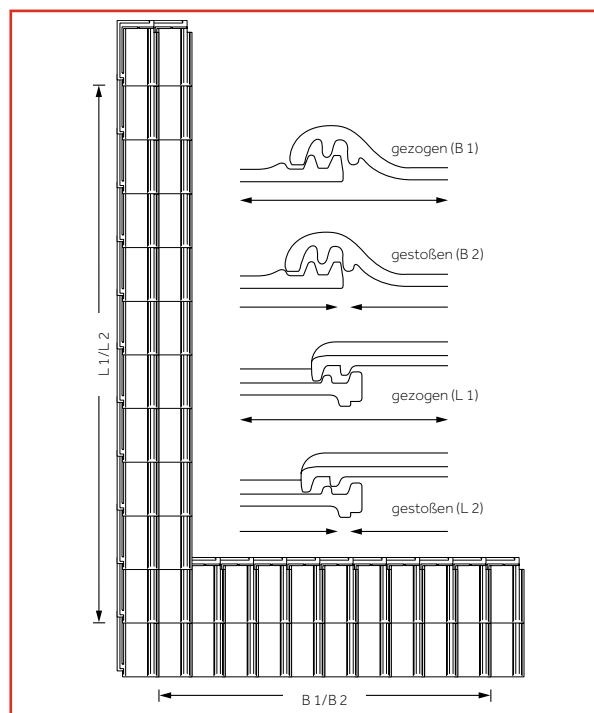 gezogen (B 1)
gestoßen (B 2)
L 1/L 2
gezogen (L 1)
gestoßen (L 2)
B 1/B 2